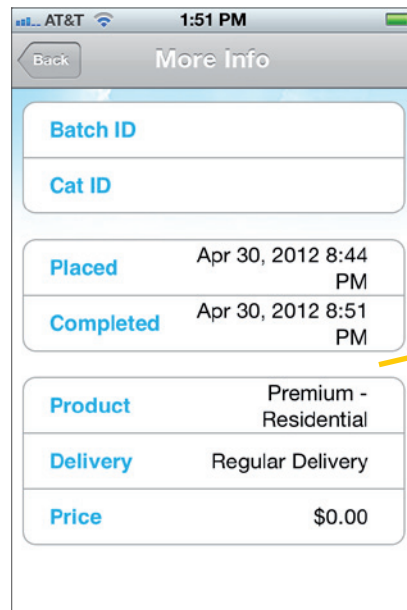 AT&T 1:51 PM
Back More Info
Batch ID
Cat ID
Placed Apr 30, 2012 8:44
PM
Completed Apr 30, 2012 8:51
PM
Product Premium -
Residential
Delivery Regular Delivery
Price $0.00